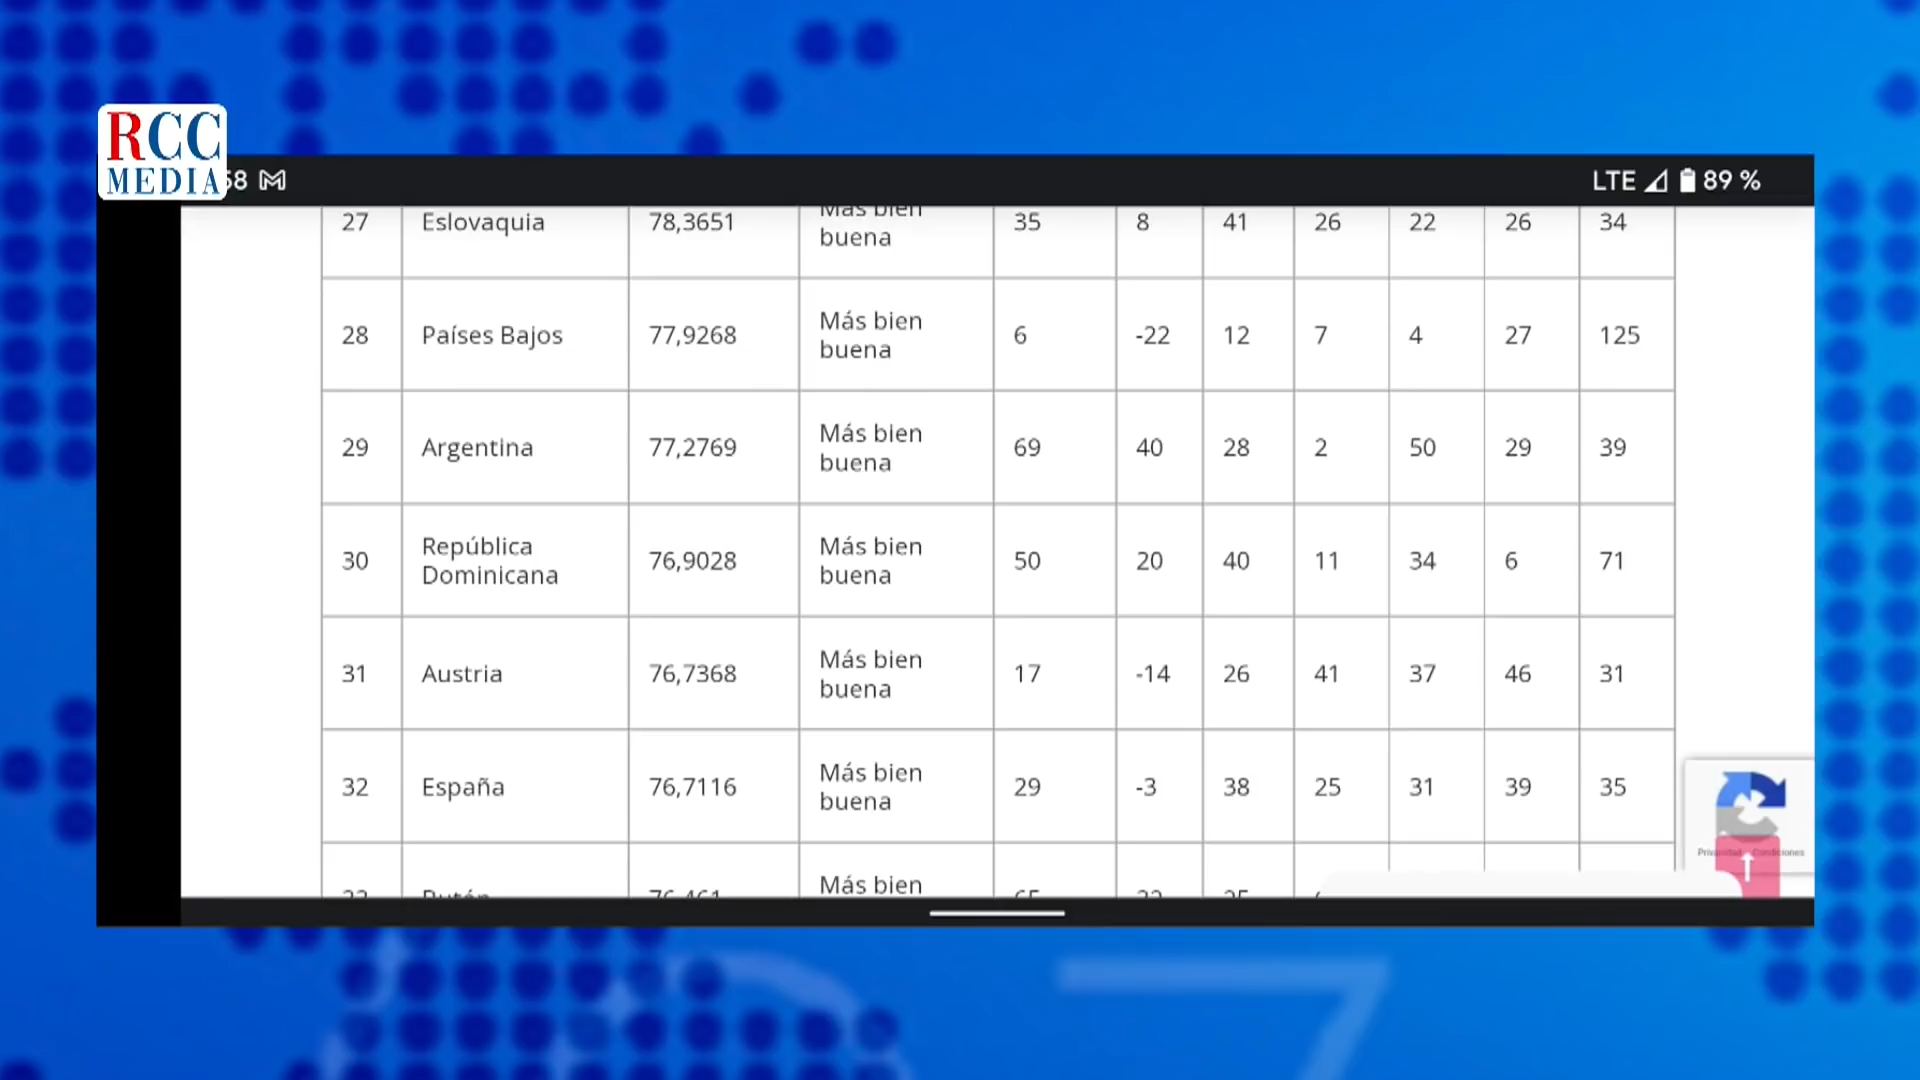 RCC
MEDIA
58
LTE 89 %
27 Eslovaquia 78,3651 Más bien buena 35 8 41 26 22 26 34
28 Países Bajos 77,9268 Más bien buena 6 -22 12 7 4 27 125
29 Argentina 77,2769 Más bien buena 69 40 28 2 50 29 39
30 República Dominicana 76,9028 Más bien buena 50 20 40 11 34 6 71
31 Austria 76,7368 Más bien buena 17 -14 26 41 37 46 31
32 España 76,7116 Más bien buena 29 -3 38 25 31 39 35
Más bien